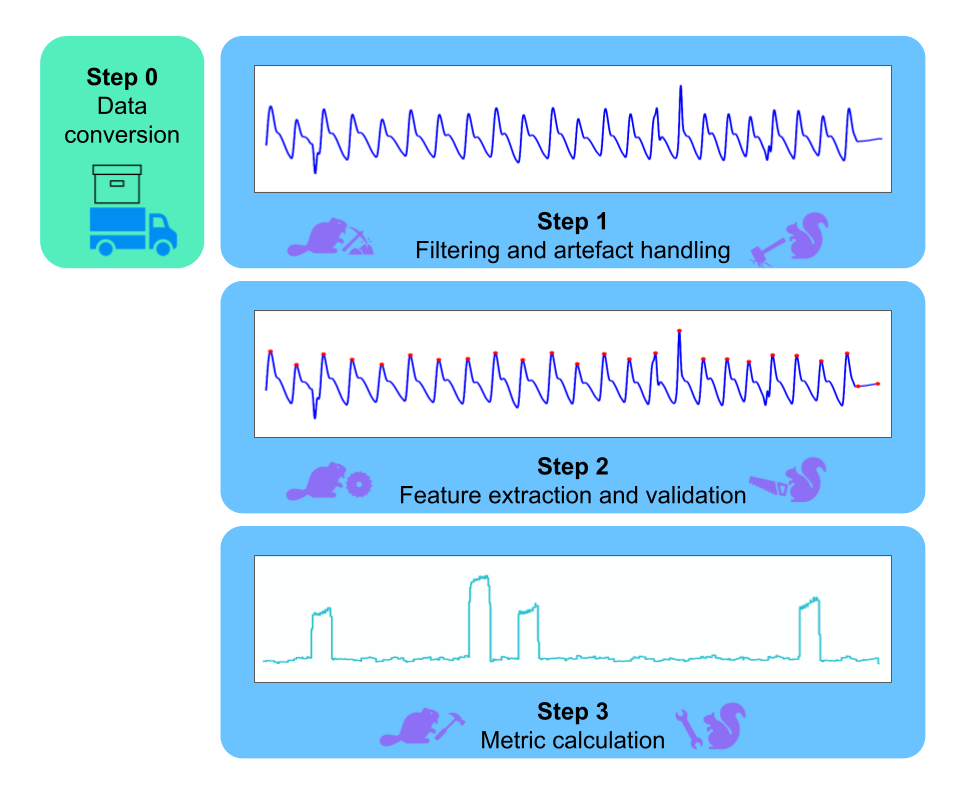 Step 0
Data
conversion
Step 1
Filtering and artefact handling
Step 2
Feature extraction and validation
Step 3
Metric calculation